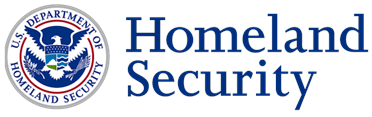 U.S. DEPARTMENT OF
HOMELAND SECURITY
Homeland
Security